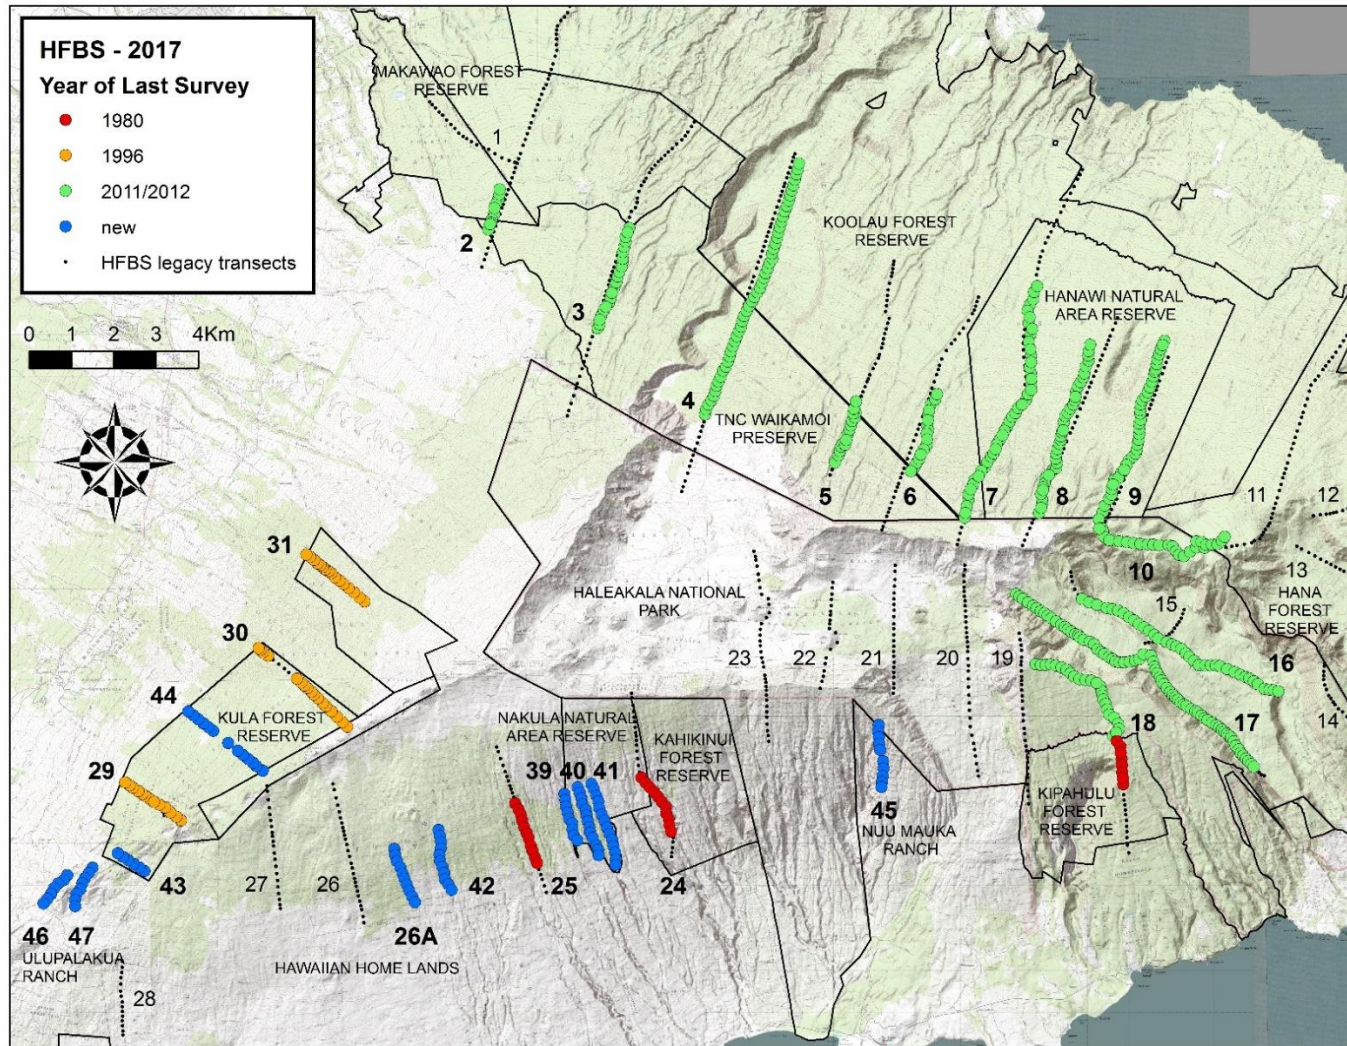 HFBS - 2017
Year of Last Survey
1980
1996
2011/2012
new
HFBS legacy transects
0 1 2 3 4Km
MAKAWAO FOREST
RESERVE
1
2
3
4
KOOLAU FOREST
RESERVE
HANAWI NATURAL
AREA RESERVE
TNC WAIKAMOI
PRESERVE
5
6
7
8
9
10
11
12
13
HANA
FOREST
RESERVE
14
15
16
17
18
HALEAKALA NATIONAL
PARK
23
22
21
20
19
31
30
44
KULA FOREST
RESERVE
29
NAKULA NATURAL
AREA RESERVE
39
40
41
KAHIKINUI
FOREST
RESERVE
45
NUU MAUKA
RANCH
KIPAHULU
FOREST
RESERVE
43
27
26
42
25
24
26A
46
47
ULUPALAKUA
RANCH
HAWAIIAN HOME LANDS
28